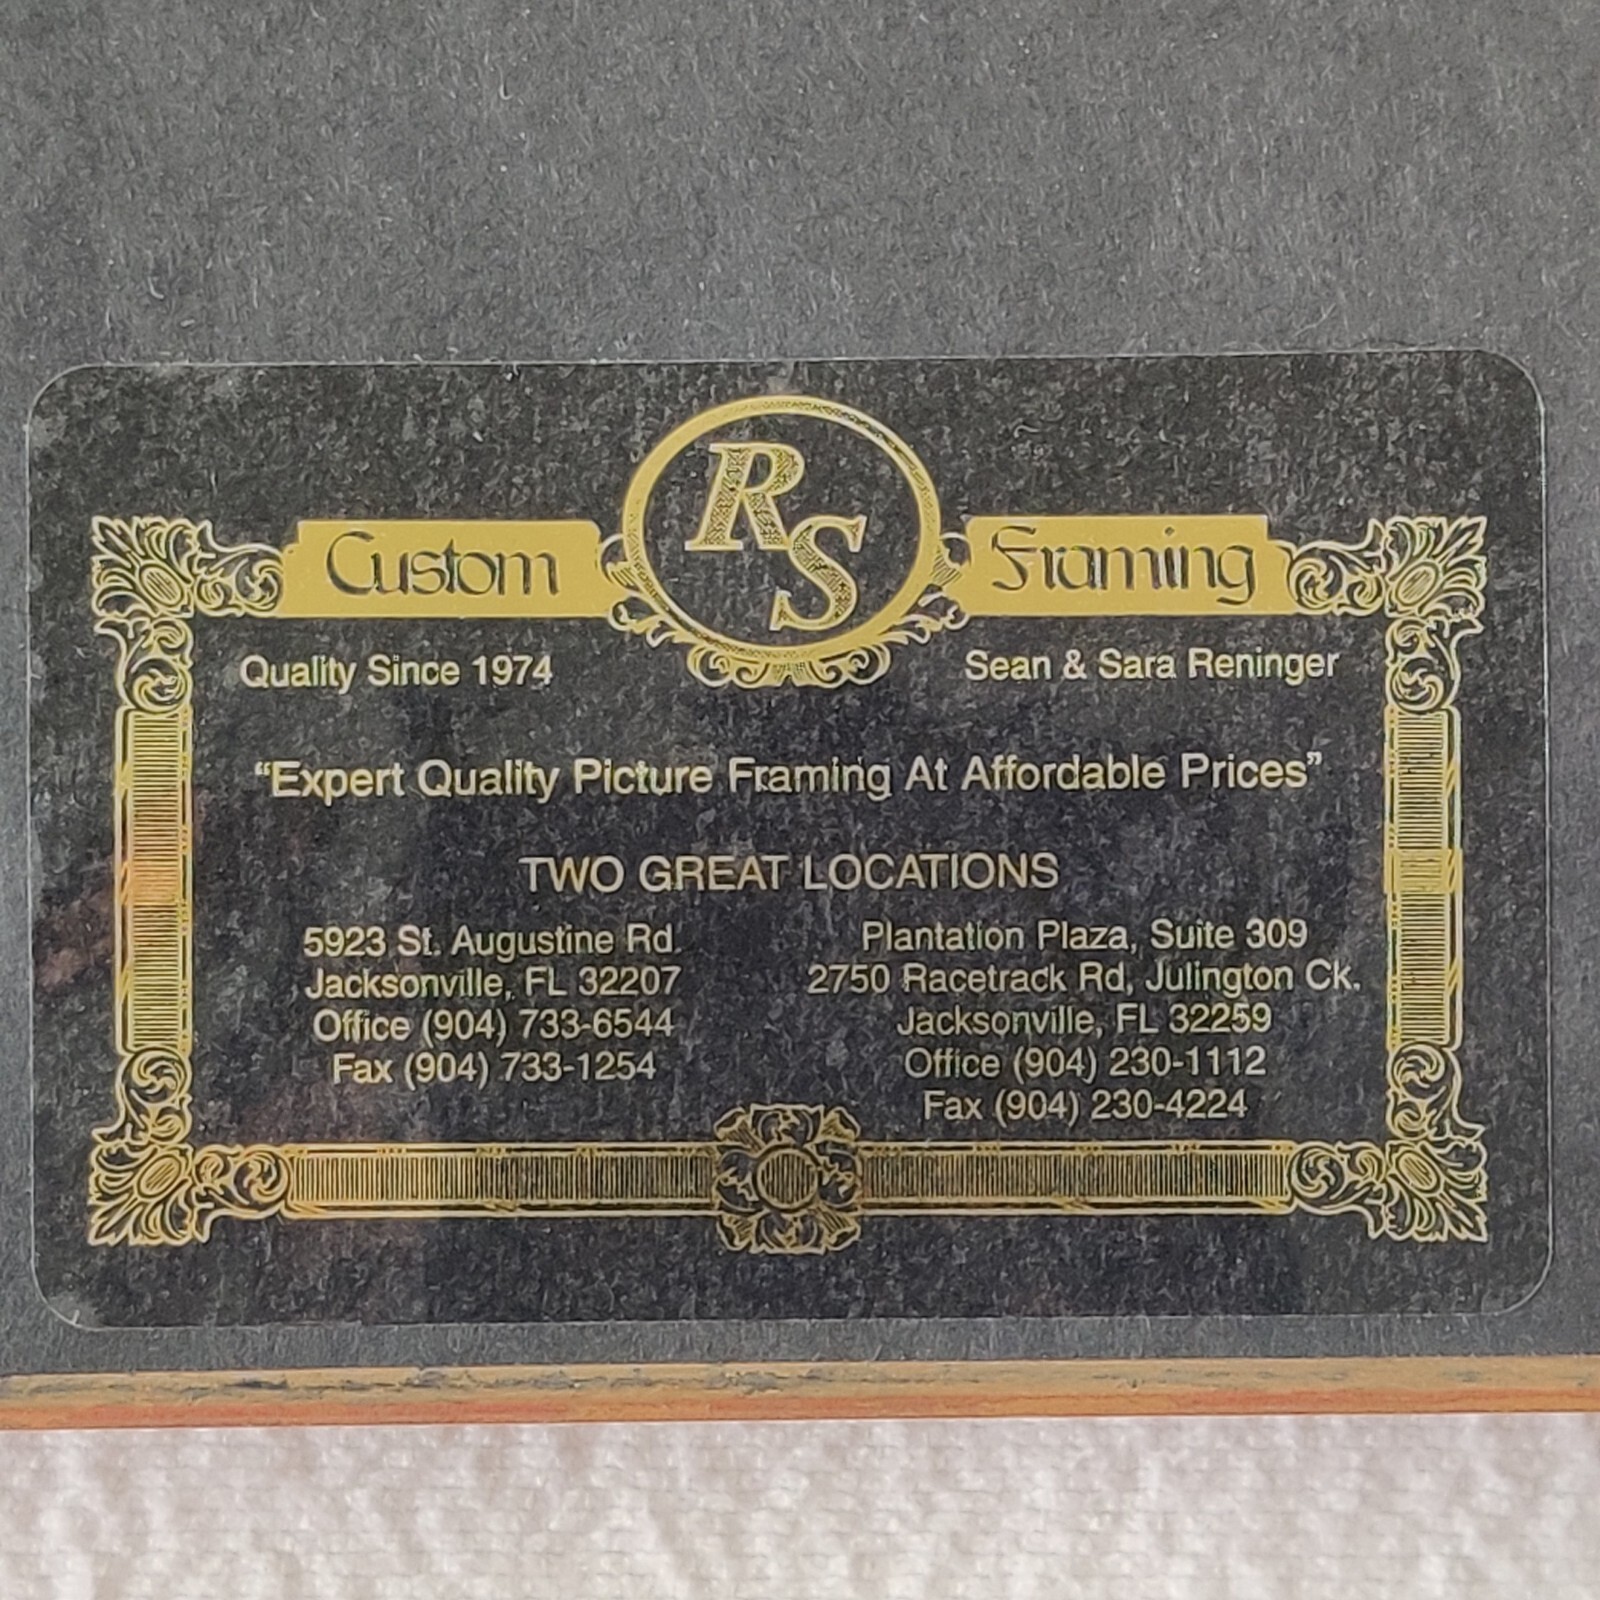 RS
Custom Framing
Quality Since 1974
Sean & Sara Reninger
“Expert Quality Picture Framing At Affordable Prices”
TWO GREAT LOCATIONS
5923 St. Augustine Rd
Jacksonville, FL 32207
Office (904) 733-6544
Fax (904) 733-1254
Plantation Plaza, Suite 309
2750 Racetrack Rd, Julington Ck.
Jacksonville, FL 32259
Office (904) 230-1112
Fax (904) 230-4224